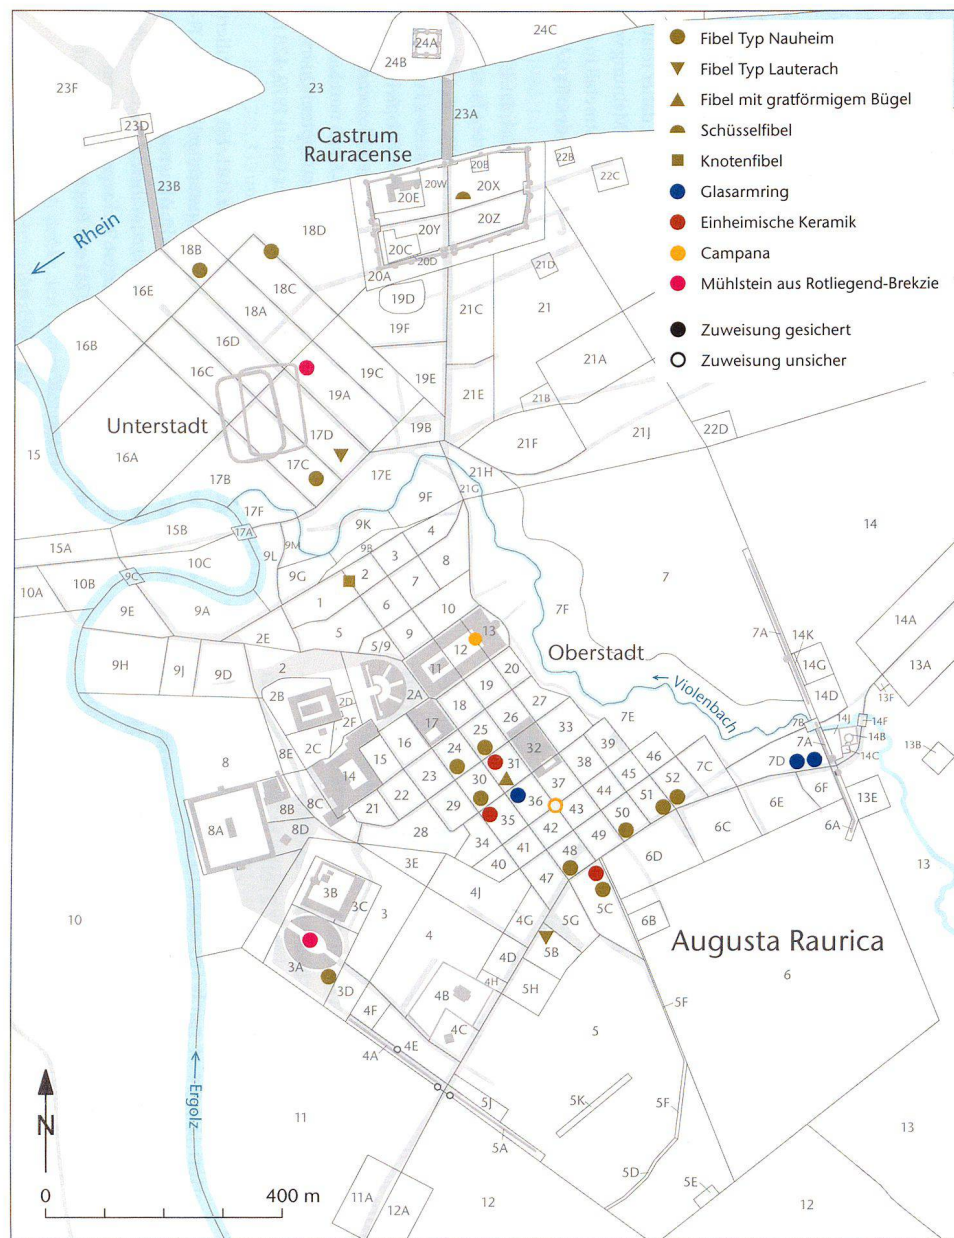 Fibel Typ Nauheim
Fibel Typ Lauterach
Fibel mit gratförmigem Bügel
Schüsselfibel
Knotenfibel
Glasarmring
Einheimische Keramik
Campana
Mühlstein aus Rotliegend-Brekzie
Zuweisung gesichert
Zuweisung unsicher
24A
24C
24B
23F
23
23A
23D
23B
Castrum
Rauracense
22B
22C
20B
20W
20X
20E
20Y
20Z
20C
20D
20A
Rhein
18D
18B
16E
18C
18A
19D
19F
21C
21D
21
16B
16D
16C
19C
19E
19A
21E
21A
21B
Unterstadt
17D
19B
21F
21J
22D
15
16A
17C
17B
17E
21H
21G
9F
17F
9K
17A
15B
15A
10C
9L
9M
9B
9G
4
3
8
2
7
14
7
10A
10B
9C
9E
9A
1
6
10
7F
14A
2E
5
5/9
9
13
12
11
7A
14K
14G
13A
9H
9J
9D
2
2B
2D
2A
2F
20
19
Oberstadt
Violenbach
14D
13F
18
27
17
26
33
7E
7B
14J
14F
14B
14C
13B
8E
2C
16
15
25
24
32
39
46
7A
8
14
31
38
7C
7D
23
30
37
45
52
6F
8B
8C
21
22
29
36
44
51
6E
13E
8A
8D
35
43
50
6A
28
34
42
49
6C
41
48
6D
3E
40
47
13
3B
3C
4J
5C
10
3
4G
5G
6B
4
5B
Augusta Raurica
3A
4D
6
3D
4H
5H
4B
4F
5F
4C
4E
5
4A
Ergolz
5J
5K
5F
11
5A
13
N
5D
5E
0
400 m
11A
12A
12
12